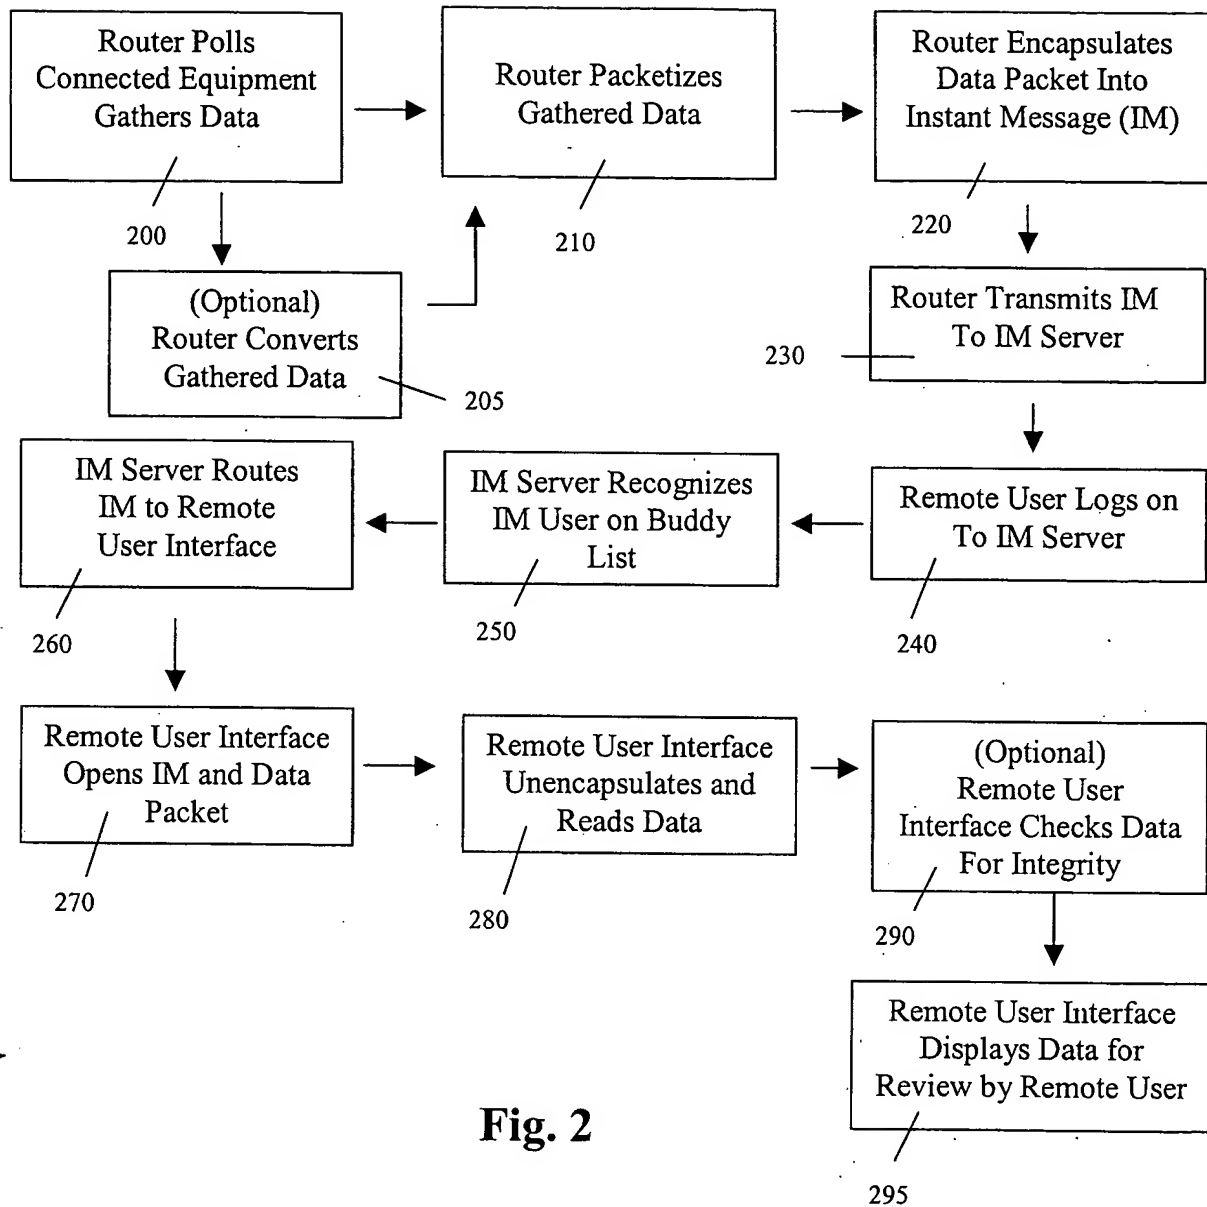 Router Polls
Connected Equipment
Gathers Data
200
Router Packetizes
Gathered Data
210
Router Encapsulates
Data Packet Into
Instant Message (IM)
220
(Optional)
Router Converts
Gathered Data
205
Router Transmits IM
To IM Server
230
Remote User Logs on
To IM Server
240
IM Server Recognizes
IM User on Buddy
List
250
IM Server Routes
IM to Remote
User Interface
260
Remote User Interface
Opens IM and Data
Packet
270
Remote User Interface
Unencapsulates and
Reads Data
280
(Optional)
Remote User
Interface Checks Data
For Integrity
290
Remote User Interface
Displays Data for
Review by Remote User
295
Fig. 2